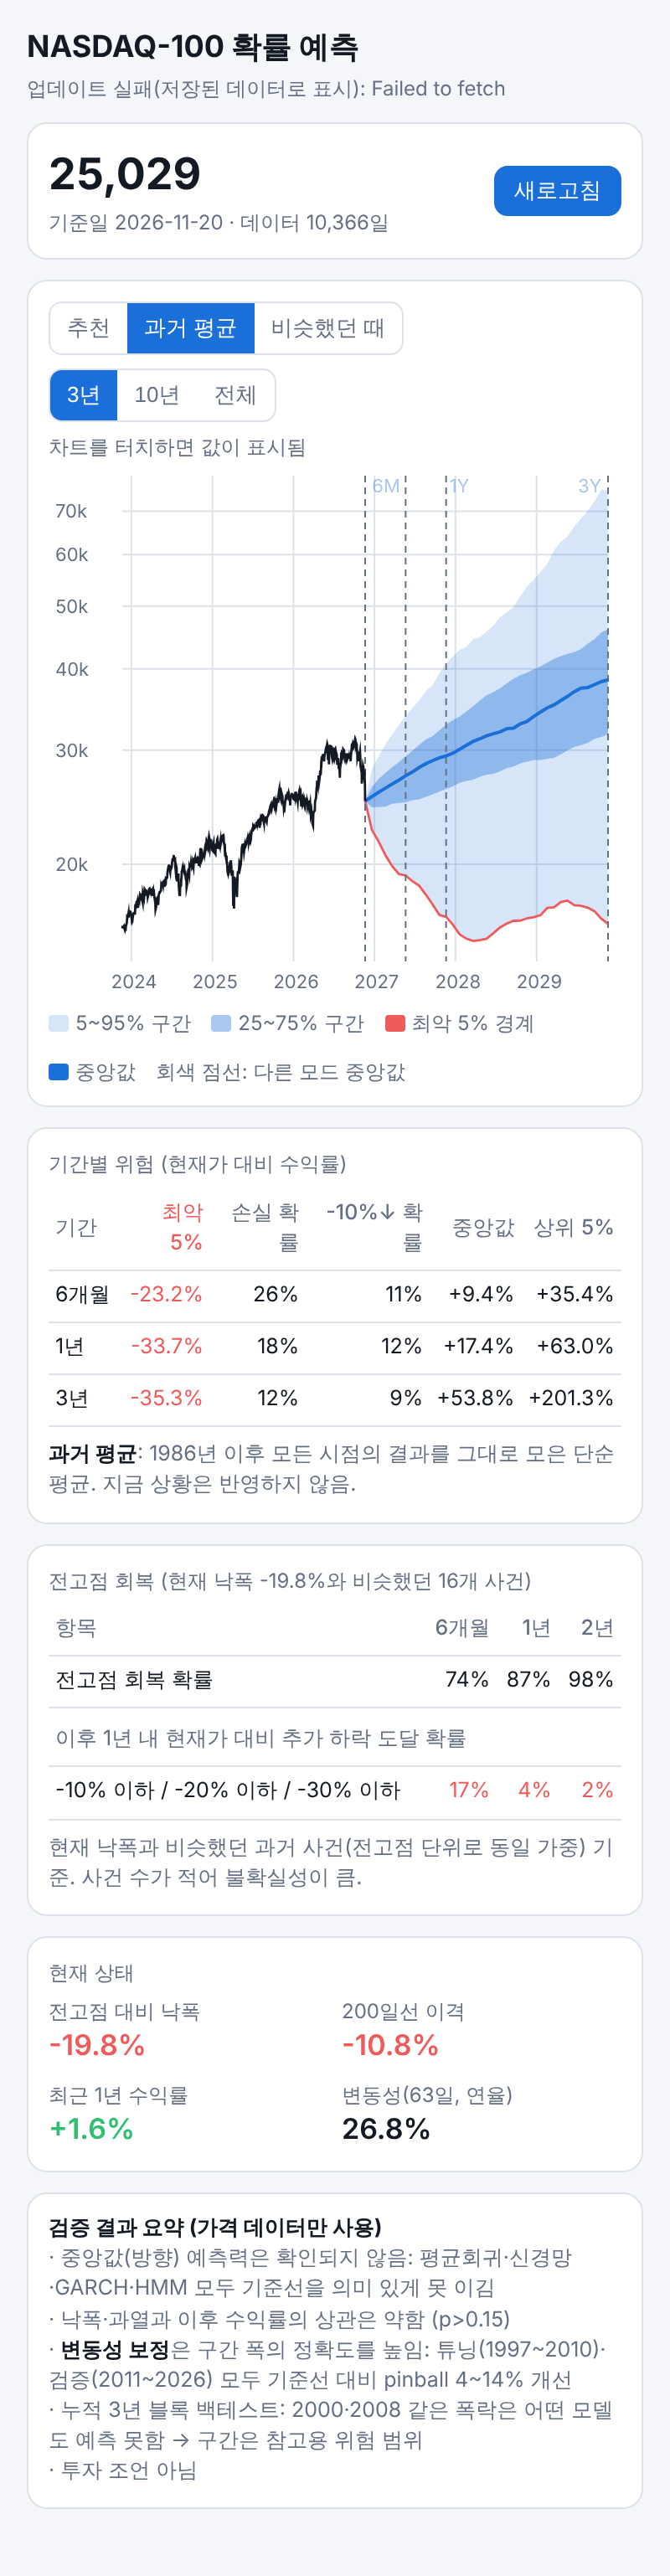 NASDAQ-100 확률 예측
업데이트 실패(저장된 데이터로 표시): Failed to fetch
25,029
기준일 2026-11-20 · 데이터 10,366일
새로고침
추천 과거 평균 비슷했던 때
3년 10년 전체
차트를 터치하면 값이 표시됨
6M 1Y 3Y
70k
60k
50k
40k
30k
20k
2024 2025 2026 2027 2028 2029
5~95% 구간 25~75% 구간 최악 5% 경계
중앙값 회색 점선: 다른 모드 중앙값
기간별 위험 (현재가 대비 수익률)
기간 최악 5% 손실 확률 -10%↓ 확률 중앙값 상위 5%
6개월 -23.2% 26% 11% +9.4% +35.4%
1년 -33.7% 18% 12% +17.4% +63.0%
3년 -35.3% 12% 9% +53.8% +201.3%
과거 평균: 1986년 이후 모든 시점의 결과를 그대로 모은 단순
평균. 지금 상황은 반영하지 않음.
전고점 회복 (현재 낙폭 -19.8%와 비슷했던 16개 사건)
항목 6개월 1년 2년
전고점 회복 확률 74% 87% 98%
이후 1년 내 현재가 대비 추가 하락 도달 확률
-10% 이하 / -20% 이하 / -30% 이하 17% 4% 2%
현재 낙폭과 비슷했던 과거 사건(전고점 단위로 동일 가중) 기
준. 사건 수가 적어 불확실성이 큼.
현재 상태
전고점 대비 낙폭 200일선 이격
-19.8% -10.8%
최근 1년 수익률 변동성(63일, 연율)
+1.6% 26.8%
검증 결과 요약 (가격 데이터만 사용)
· 중앙값(방향) 예측력은 확인되지 않음: 평균회귀·신경망
·GARCH·HMM 모두 기준선을 의미 있게 못 이김
· 낙폭·과열과 이후 수익률의 상관은 약함 (p>0.15)
· 변동성 보정은 구간 폭의 정확도를 높임: 튜닝(1997~2010)·
검증(2011~2026) 모두 기준선 대비 pinball 4~14% 개선
· 누적 3년 블록 백테스트: 2000·2008 같은 폭락은 어떤 모델
도 예측 못함 → 구간은 참고용 위험 범위
· 투자 조언 아님